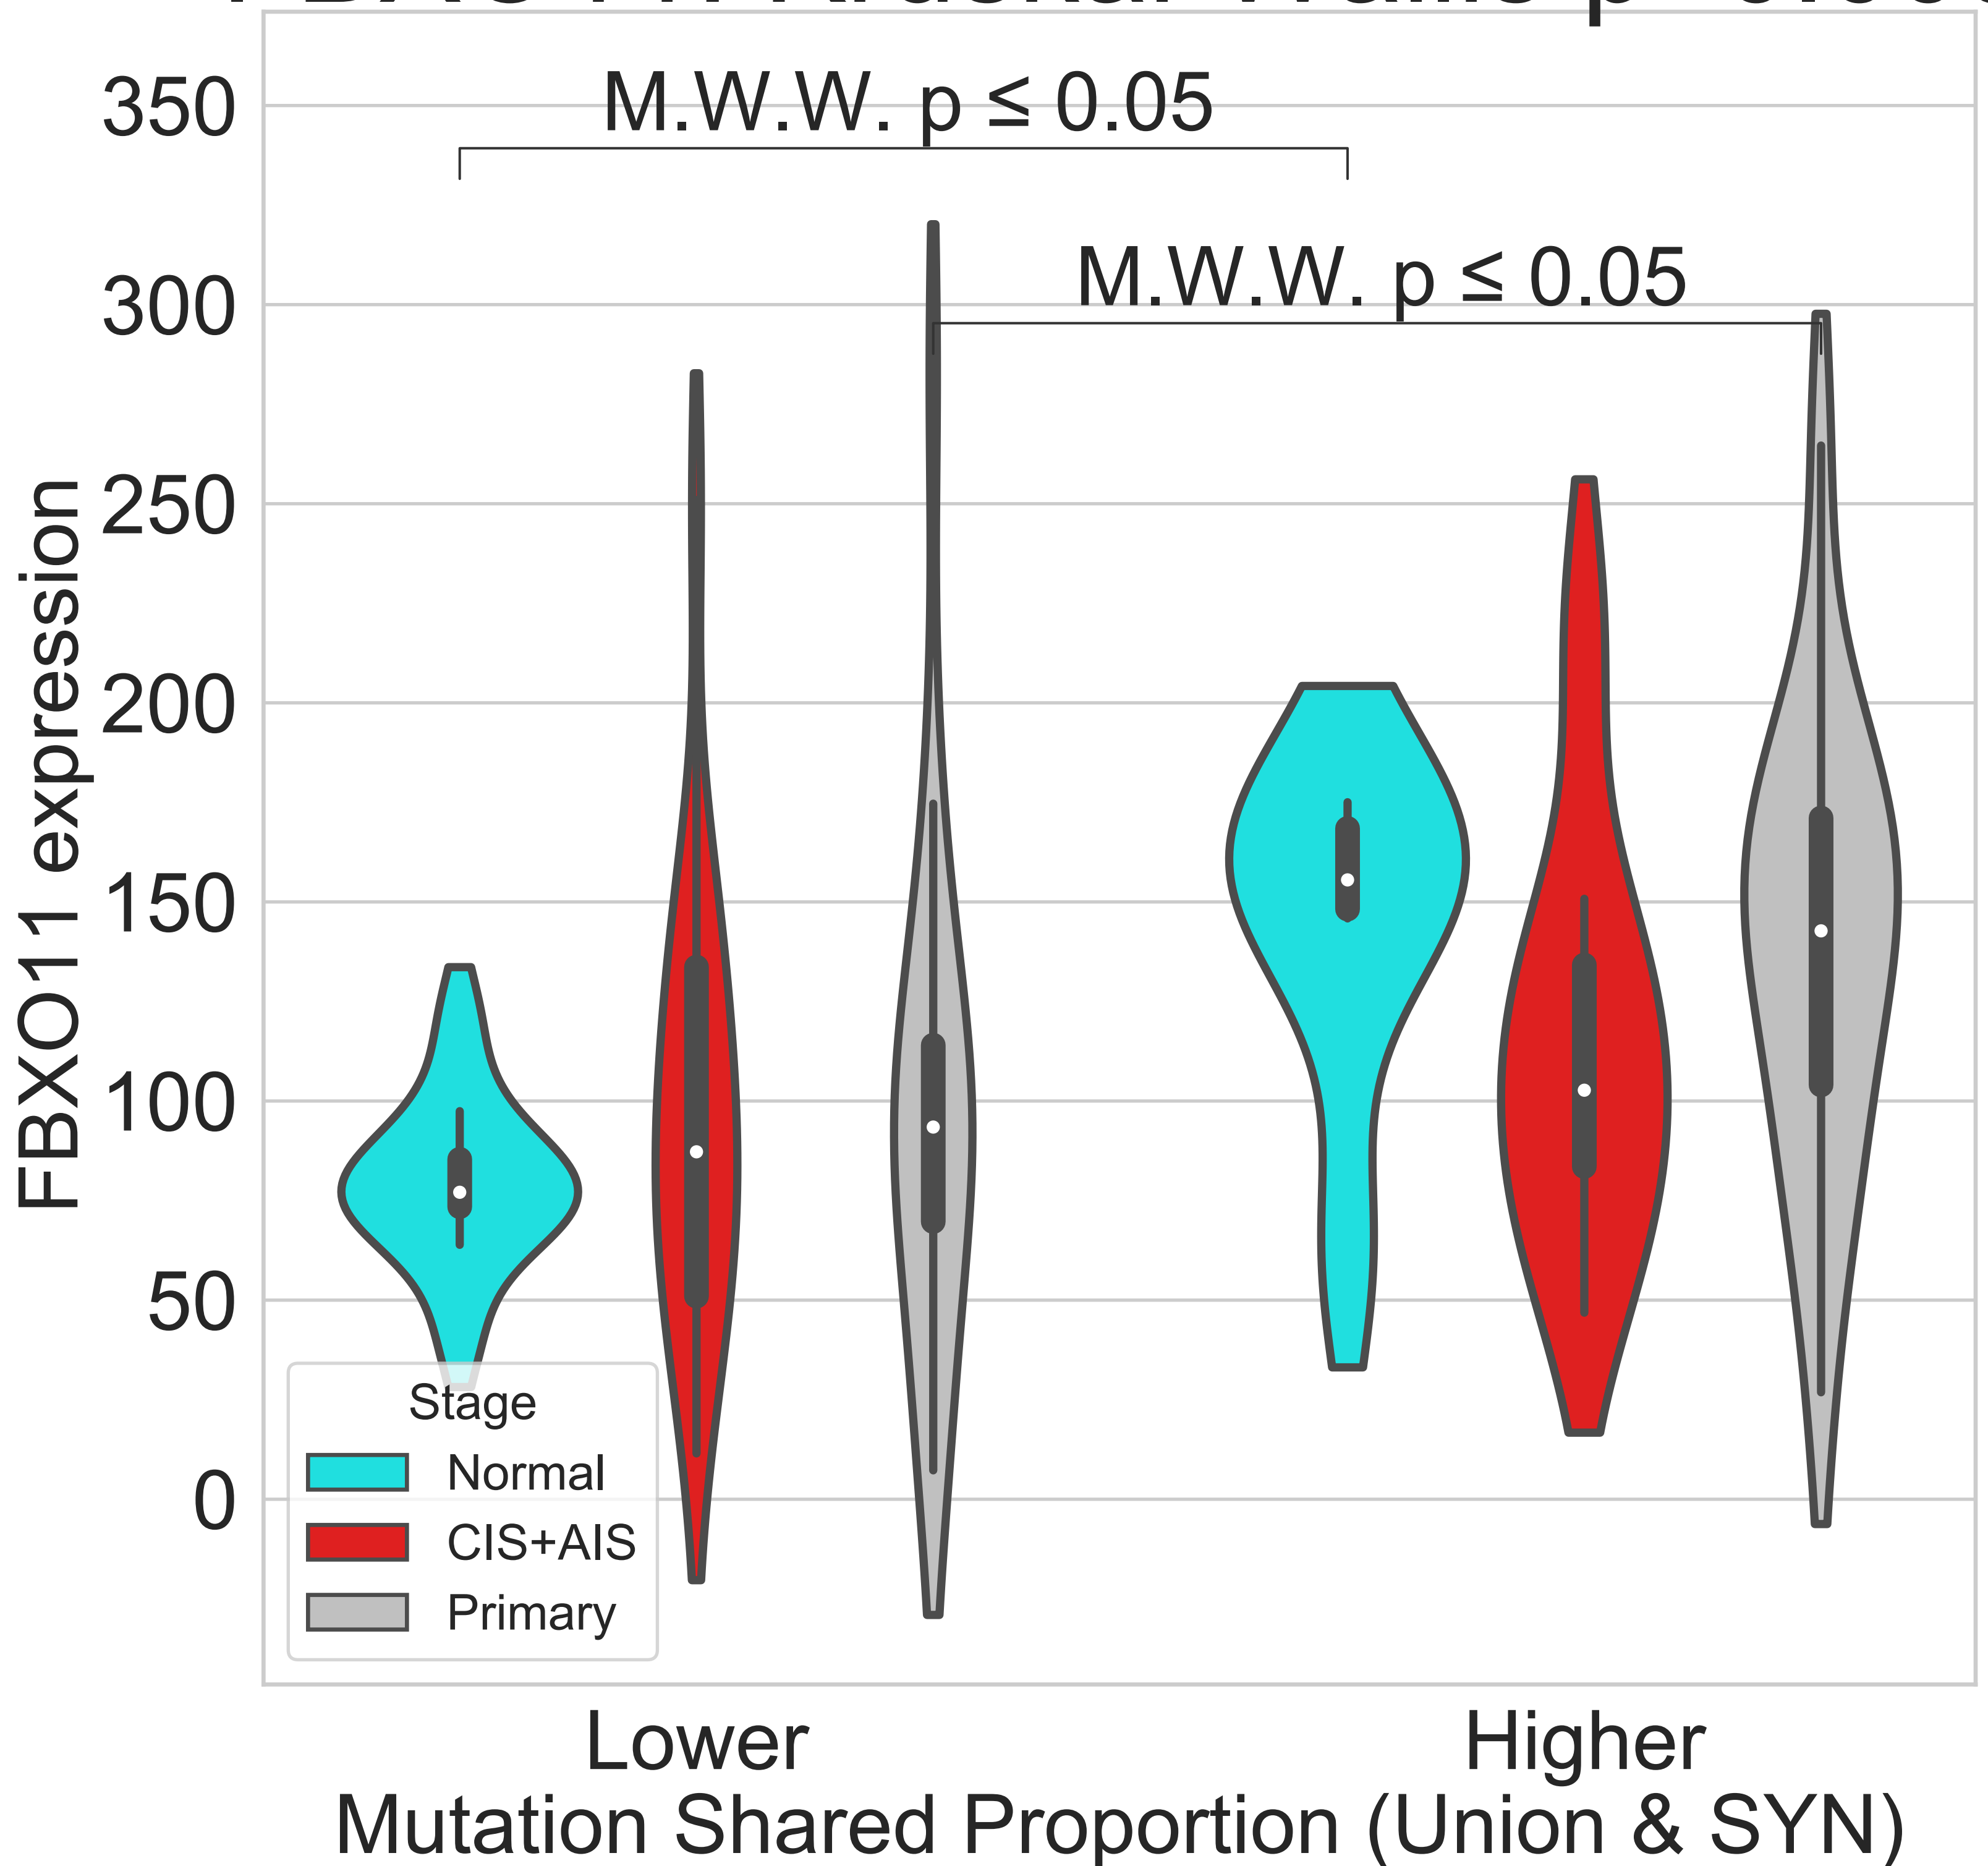 M.W.W. p ≤ 0.05
M.W.W. p ≤ 0.05
FBXO11 expression
350
300
250
200
150
100
50
0
Stage
Normal
CIS+AIS
Primary
Lower
Higher
Mutation Shared Proportion (Union & SYN)